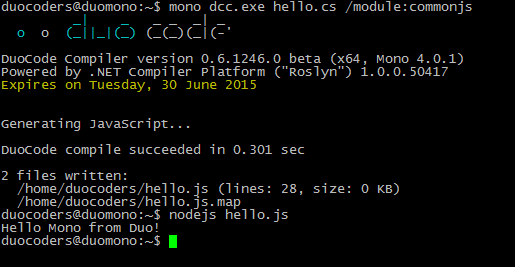 duocoders@duomono:~$ mono dcc.exe hello.cs /module:commonjs
DuoCode Compiler version 0.6.1246.0 beta (x64, Mono 4.0.1)
Powered by .NET Compiler Platform ("Roslyn") 1.0.0.50417
Expires on Tuesday, 30 June 2015
Generating JavaScript...
DuoCode compile succeeded in 0.301 sec
2 files written:
/home/duocoders/hello.js (lines: 28, size: 0 KB)
/home/duocoders/hello.js.map
duocoders@duomono:~$ nodejs hello.js
Hello Mono from Duo!
duocoders@duomono:~$